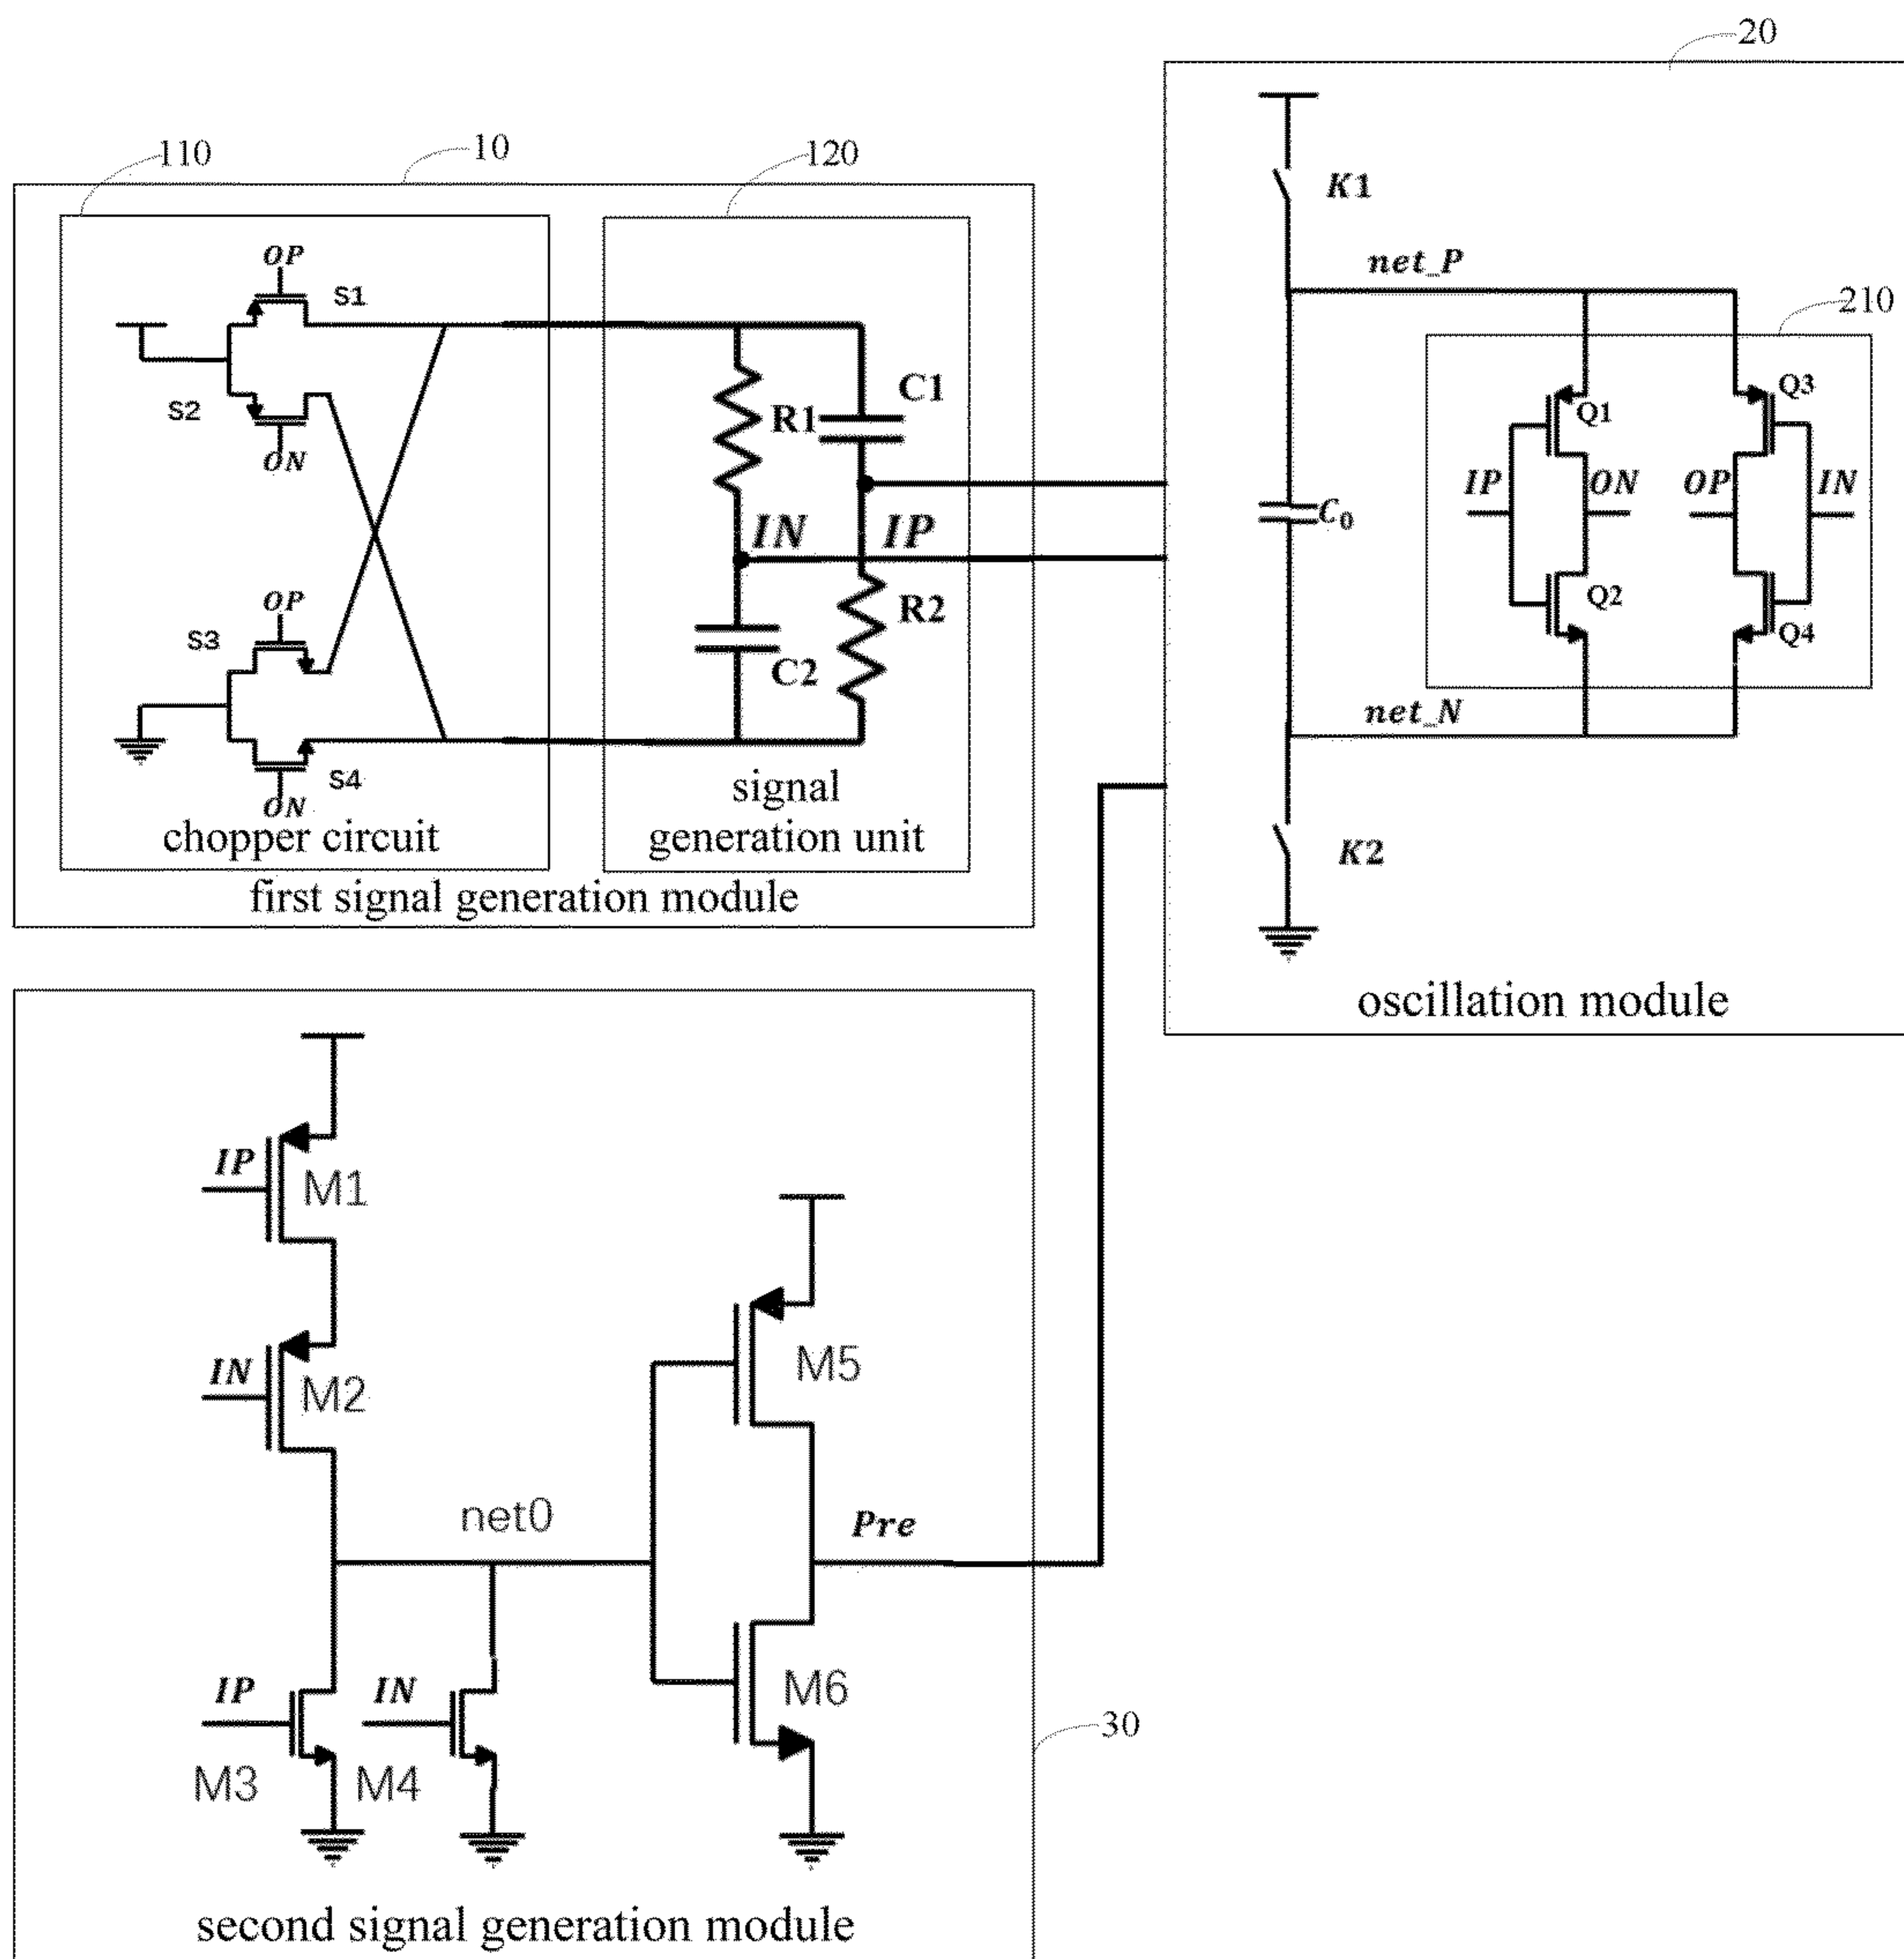 20
110
10
120
K1
OP
S1
net_P
210
S2
ON
R1
C1
Q1
Q3
IP
ON
OP
IN
IN
IP
C₀
OP
S3
R2
Q2
Q4
C2
net_N
S4
ON
signal
generation unit
chopper circuit
K2
first signal generation module
oscillation module
IP
M1
IN
M2
M5
net0
Pre
IP
IN
M6
M3
M4
30
second signal generation module